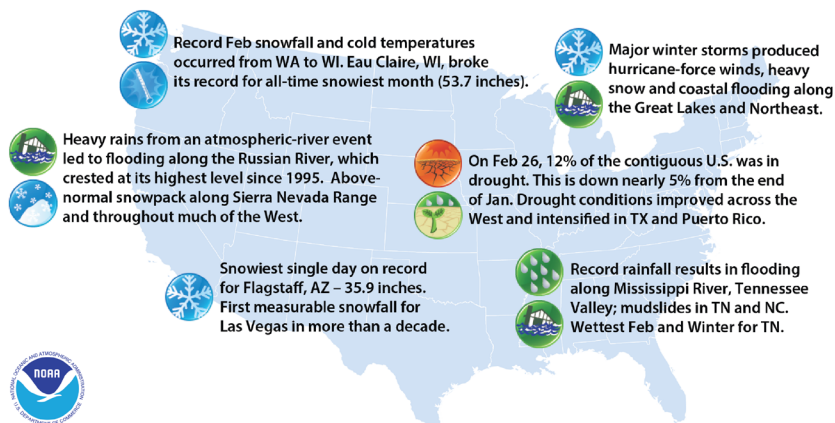 Record Feb snowfall and cold temperatures
occurred from WA to WI. Eau Claire, WI, broke
its record for all-time snowiest month (53.7 inches).
Major winter storms produced
hurricane-force winds, heavy
snow and coastal flooding along
the Great Lakes and Northeast.
Heavy rains from an atmospheric-river event
led to flooding along the Russian River, which
crested at its highest level since 1995. Above-
normal snowpack along Sierra Nevada Range
and throughout much of the West.
On Feb 26, 12% of the contiguous U.S. was in
drought. This is down nearly 5% from the end
of Jan. Drought conditions improved across the
West and intensified in TX and Puerto Rico.
Snowiest single day on record
for Flagstaff, AZ – 35.9 inches.
First measurable snowfall for
Las Vegas in more than a decade.
Record rainfall results in flooding
along Mississippi River, Tennessee
Valley; mudslides in TN and NC.
Wettest Feb and Winter for TN.
NATIONAL OCEANIC AND ATMOSPHERIC ADMINISTRATION
NOAA
U.S. DEPARTMENT OF COMMERCE